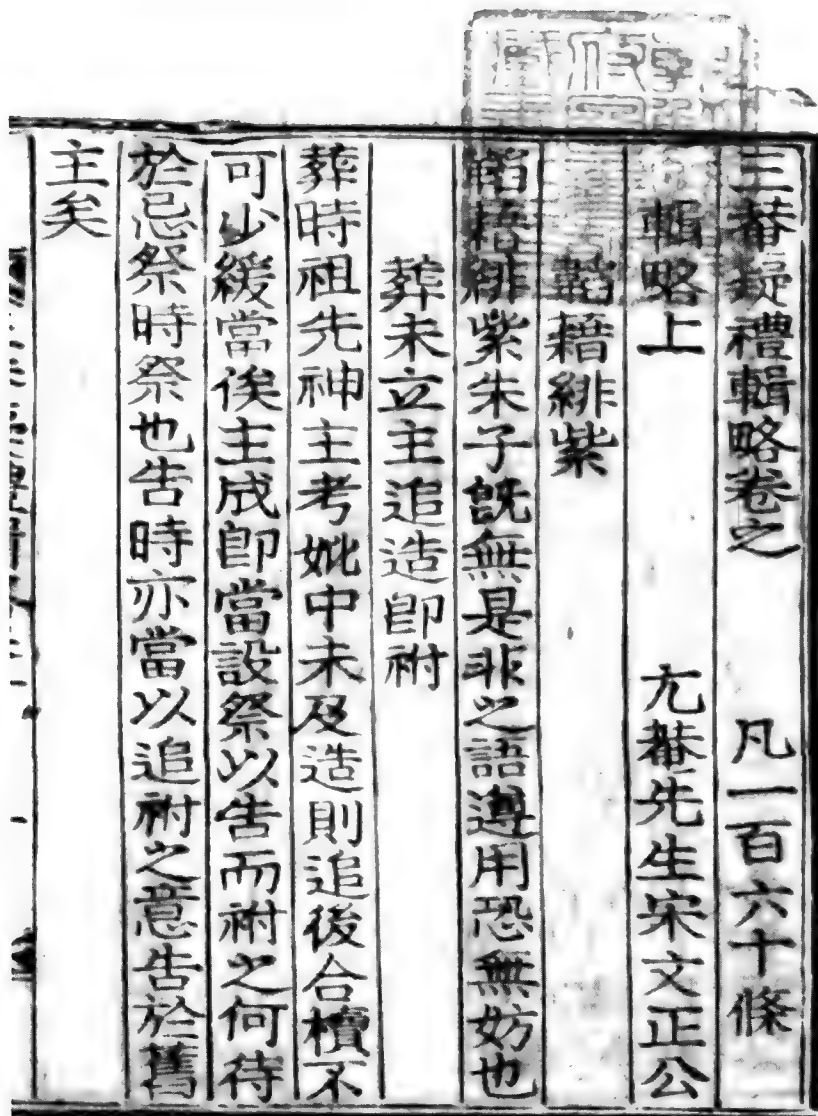 三菴疑禮輯略卷之　凡一百六十條
輯略上　尤菴先生宋文正公
韜藉緋紫
韜藉緋紫朱子旣無是非之語遵用恐無妨也
葬未立主追造卽祔
葬時祖先神主考妣中未及造則追後合櫝不
可少緩當俟主成卽當設祭以告而祔之何待
於忌祭時祭也告時亦當以追祔之意告於舊
主矣